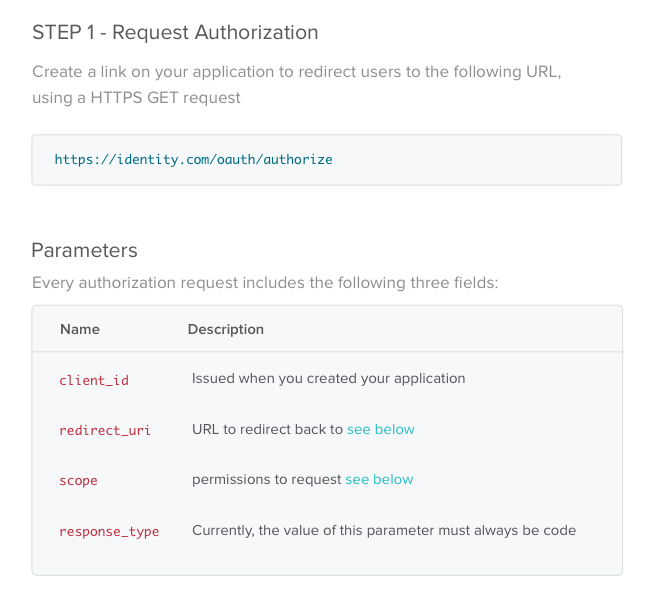 STEP 1 - Request Authorization
Create a link on your application to redirect users to the following URL,
using a HTTPS GET request
https://identity.com/oauth/authorize
Parameters
Every authorization request includes the following three fields:
Name Description
client_id Issued when you created your application
redirect_uri URL to redirect back to see below
scope permissions to request see below
response_type Currently, the value of this parameter must always be code